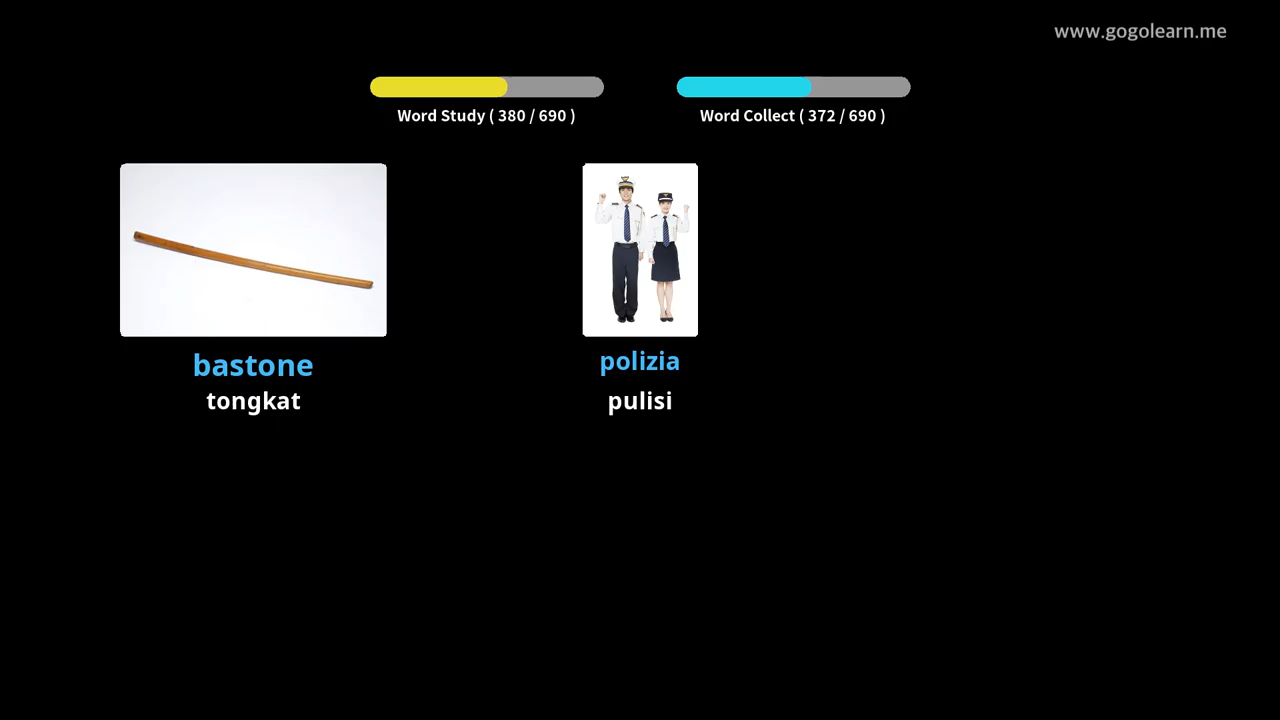 www.gogolearn.me
Word Study ( 380 / 690 )
Word Collect ( 372 / 690 )
bastone
tongkat
polizia
pulisi